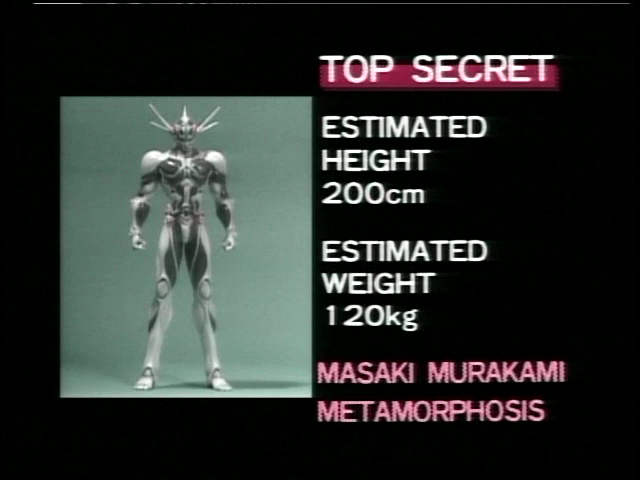 TOP SECRET
ESTIMATED
HEIGHT
200cm
ESTIMATED
WEIGHT
120kg
MASAKI MURAKAMI
METAMORPHOSIS